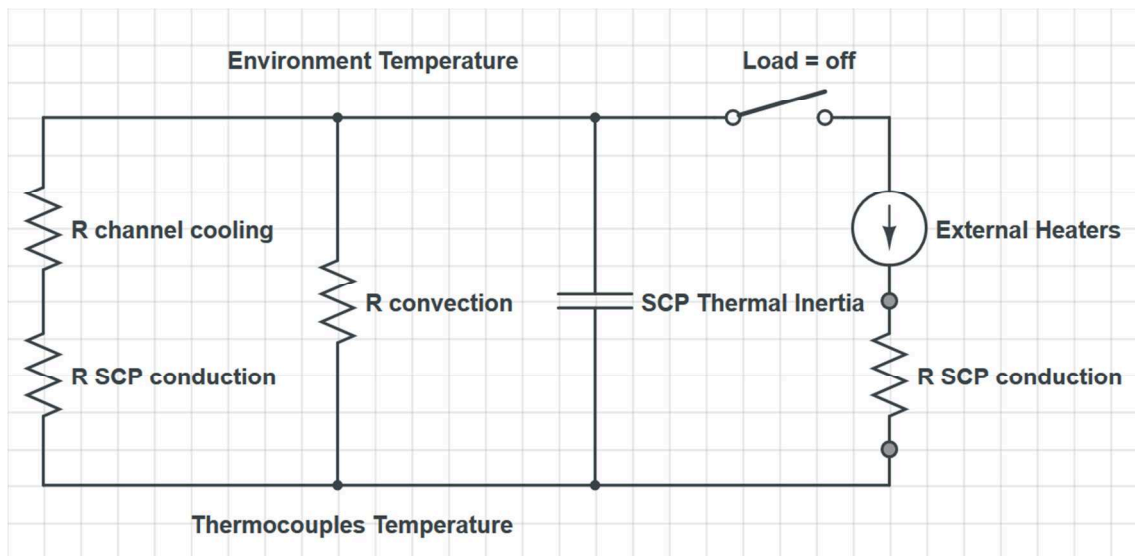 Environment Temperature
Load = off
R channel cooling
External Heaters
R convection
SCP Thermal Inertia
R SCP conduction
R SCP conduction
Thermocouples Temperature